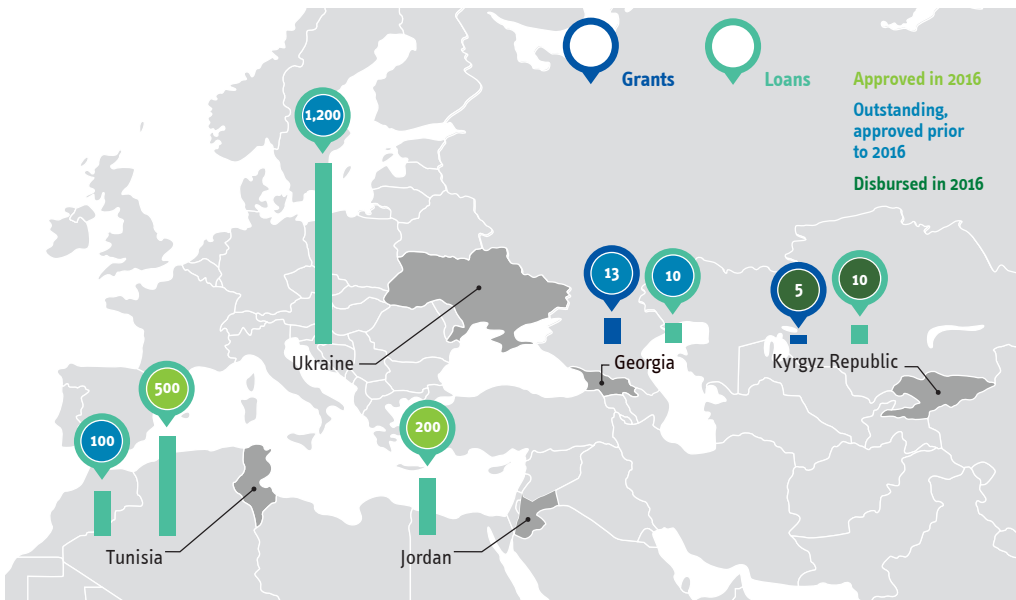 Grants
Loans
Approved in 2016
Outstanding,
approved prior
to 2016
Disbursed in 2016
1,200
Ukraine
13
10
Georgia
5
10
Kyrgyz Republic
100
500
Tunisia
200
Jordan